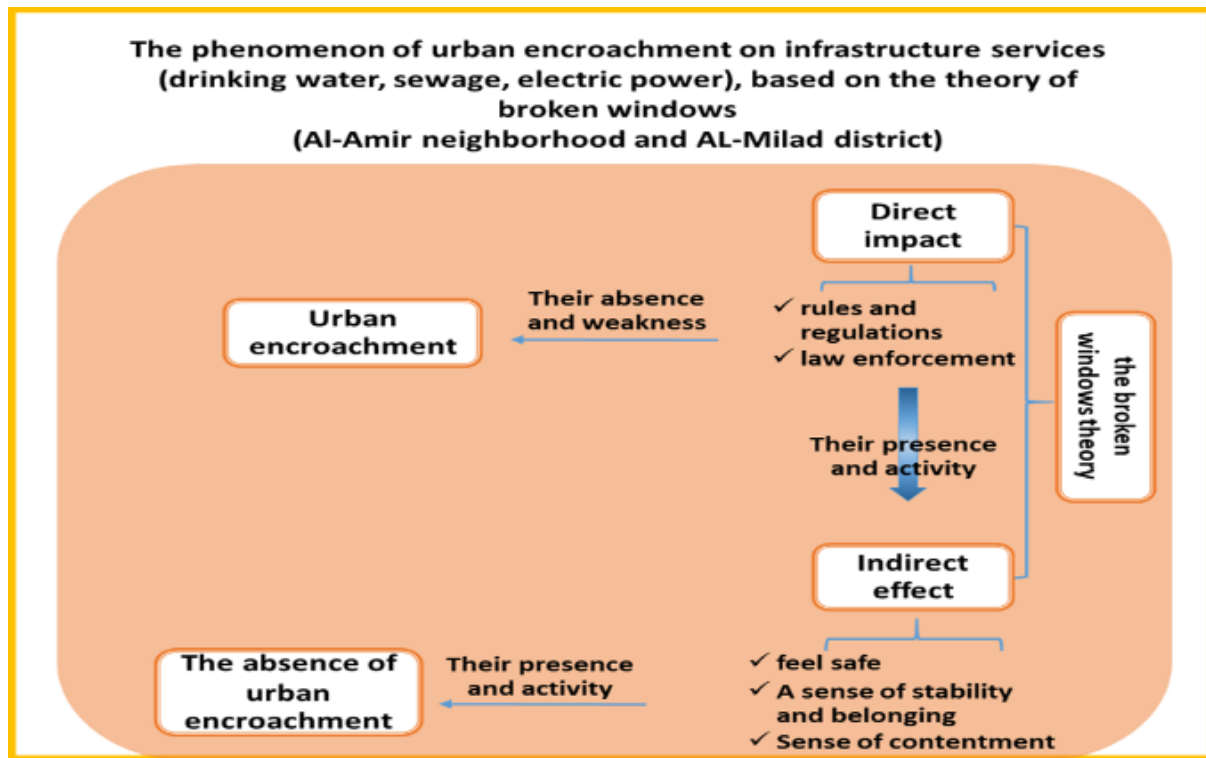 The phenomenon of urban encroachment on infrastructure services
(drinking water, sewage, electric power), based on the theory of
broken windows
(Al-Amir neighborhood and AL-Milad district)
Direct
impact
Their absence
and weakness
Urban
encroachment
✓ rules and
regulations
✓ law enforcement
the broken
windows theory
Their presence
and activity
Indirect
effect
The absence of
urban
encroachment
Their presence
and activity
✓ feel safe
✓ A sense of stability
and belonging
✓ Sense of contentment